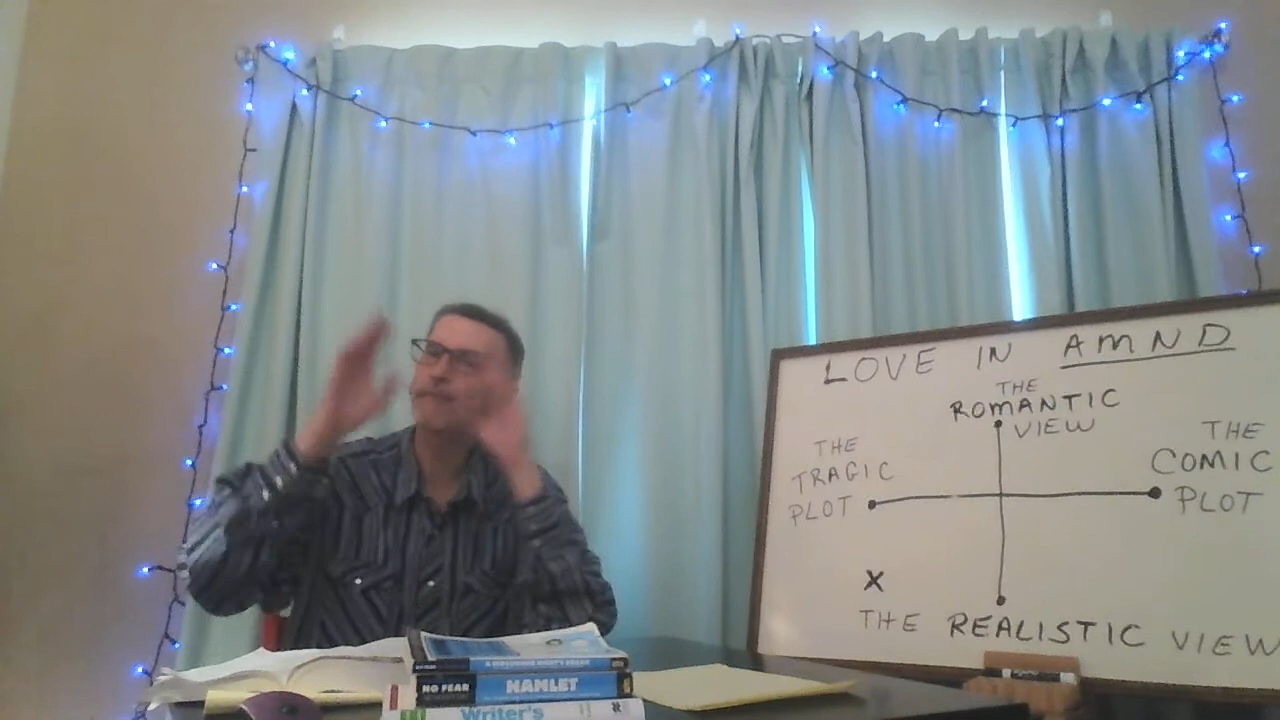 LOVE IN AMND
THE
ROMANTIC
VIEW
THE
TRAGIC
PLOT
THE
COMIC
PLOT
X
THE REALISTIC VIEW
A MIDSUMMER NIGHT'S DREAM
NO FEAR HAMLET
Writer's